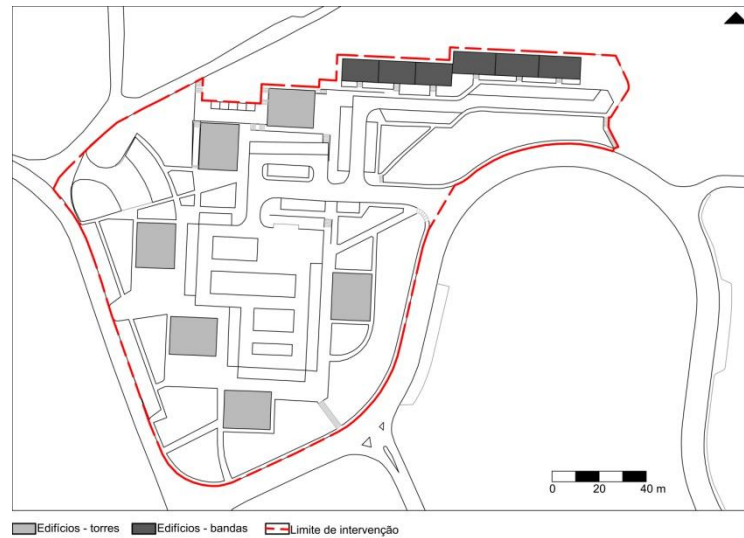 0 20 40 m
Edifícios - torres Edifícios - bandas Limite de intervenção